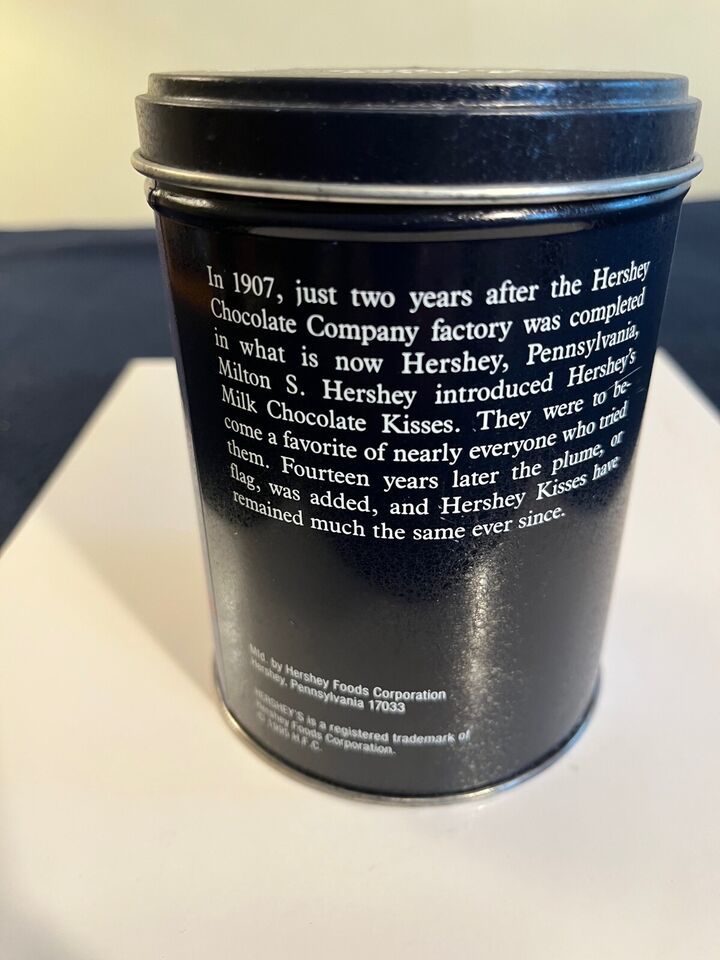 In 1907, just two years after the Hershey
Chocolate Company factory was completed
in what is now Hershey, Pennsylvania,
Milton S. Hershey introduced Hershey's
Milk Chocolate Kisses. They were to be-
come a favorite of nearly everyone who tried
them. Fourteen years later the plume, or
flag, was added, and Hershey Kisses have
remained much the same ever since.
Mfd. by Hershey Foods Corporation
Hershey, Pennsylvania 17033
HERSHEY'S is a registered trademark of
Hershey Foods Corporation.
© H.F.C.